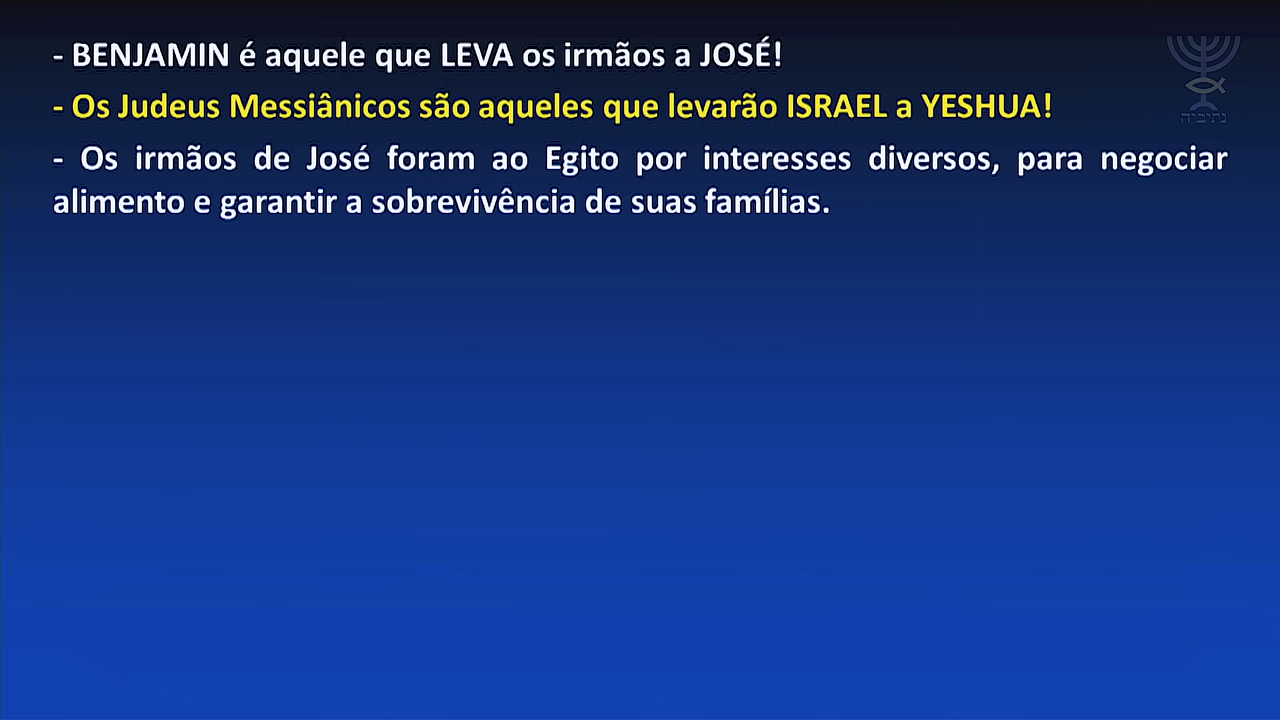 - BENJAMIN é aquele que LEVA os irmãos a JOSÉ!
- Os Judeus Messiânicos são aqueles que levarão ISRAEL a YESHUA!
- Os irmãos de José foram ao Egito por interesses diversos, para negociar
alimento e garantir a sobrevivência de suas famílias.
נתיביה